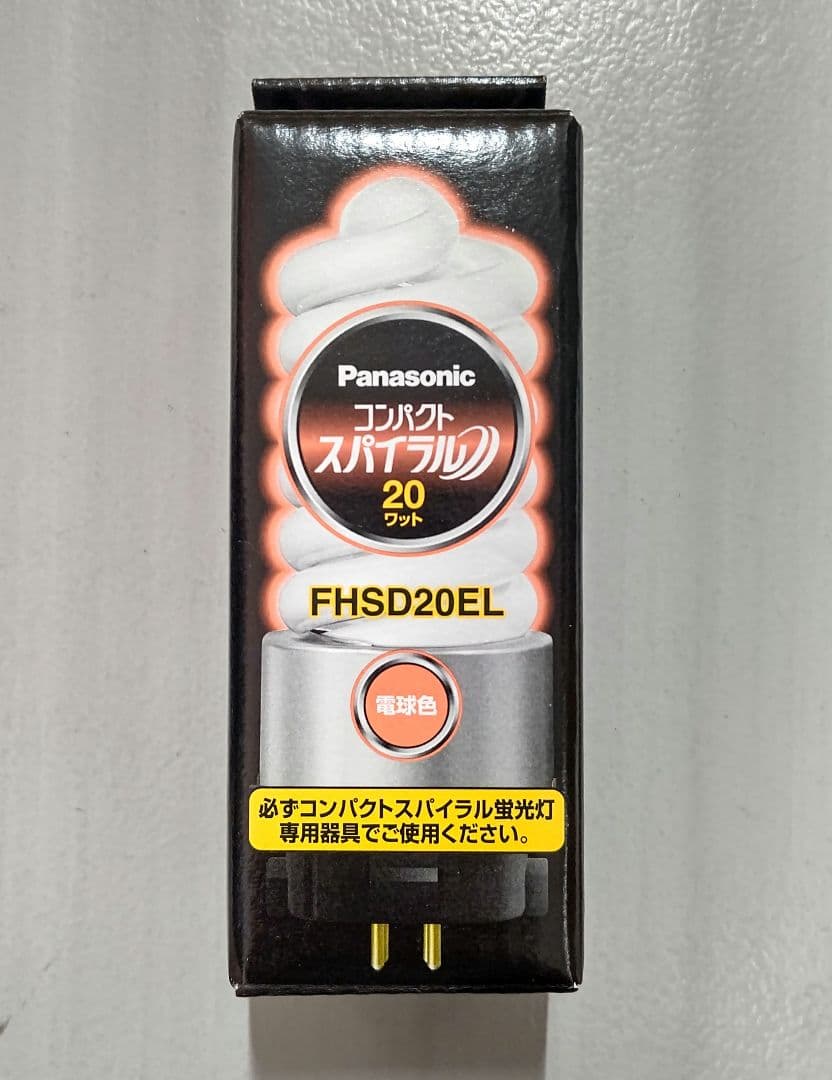 Panasonic
コンパクト
スパイラル
20
ワット
FHSD20EL
電球色
必ずコンパクトスパイラル蛍光灯
専用器具でご使用ください。